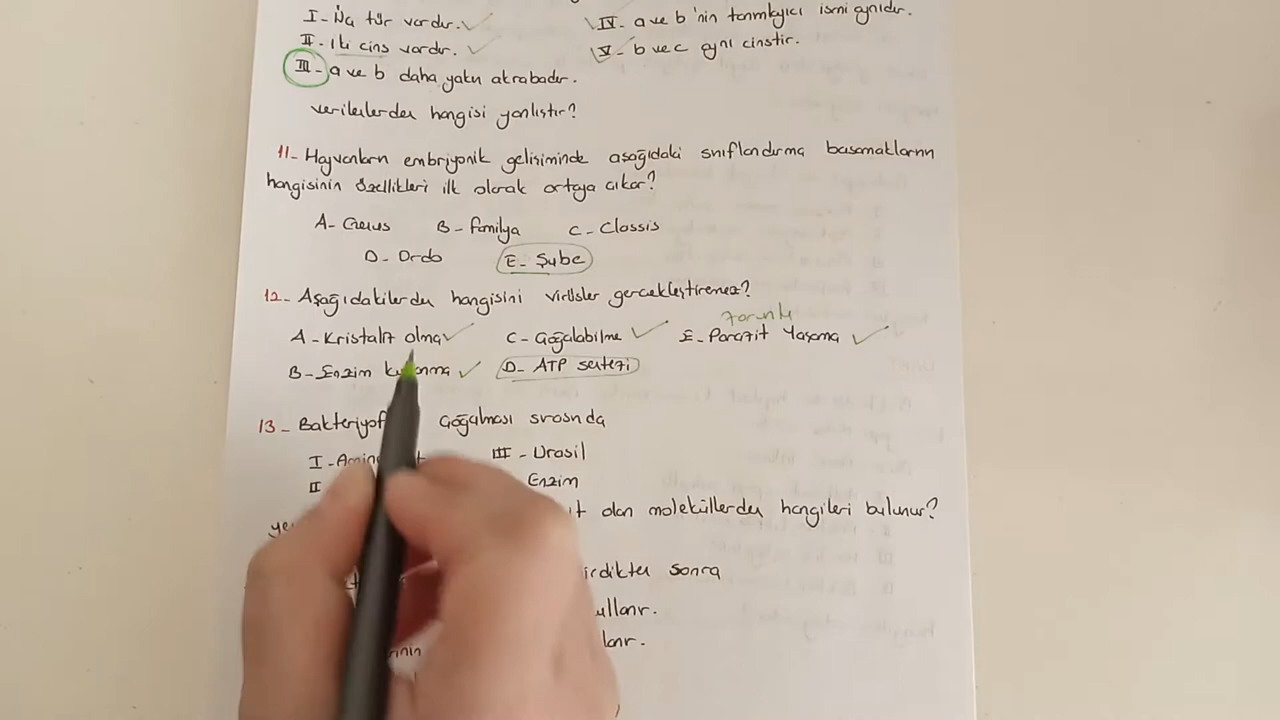 I - Üç tür vardır. IV- a ve b'nin tanımlayıcı ismi aynıdır.
II - İki cins vardır. V- b ve c aynı cinstir.
III - a ve b daha yakın akrabadır.
verilenlerden hangisi yanlıştır?
11- Hayvanların embriyonik gelişiminde aşağıdaki sınıflandırma basamaklarının
hangisinin özellikleri ilk olarak ortaya çıkar?
A- Genus B- Familya C- Classis
D- Ordo E- Şube
12- Aşağıdakilerden hangisini virüsler gerçekleştiremez?
zorunlu
A - Kristalize olma C- Çoğalabilme E- Parazit Yaşama
B- Enzim D- ATP sentezi
13- Çoğalması sırasında
I - III - Urasil
II Enzim
olan moleküllerden hangileri bulunur?
sonra